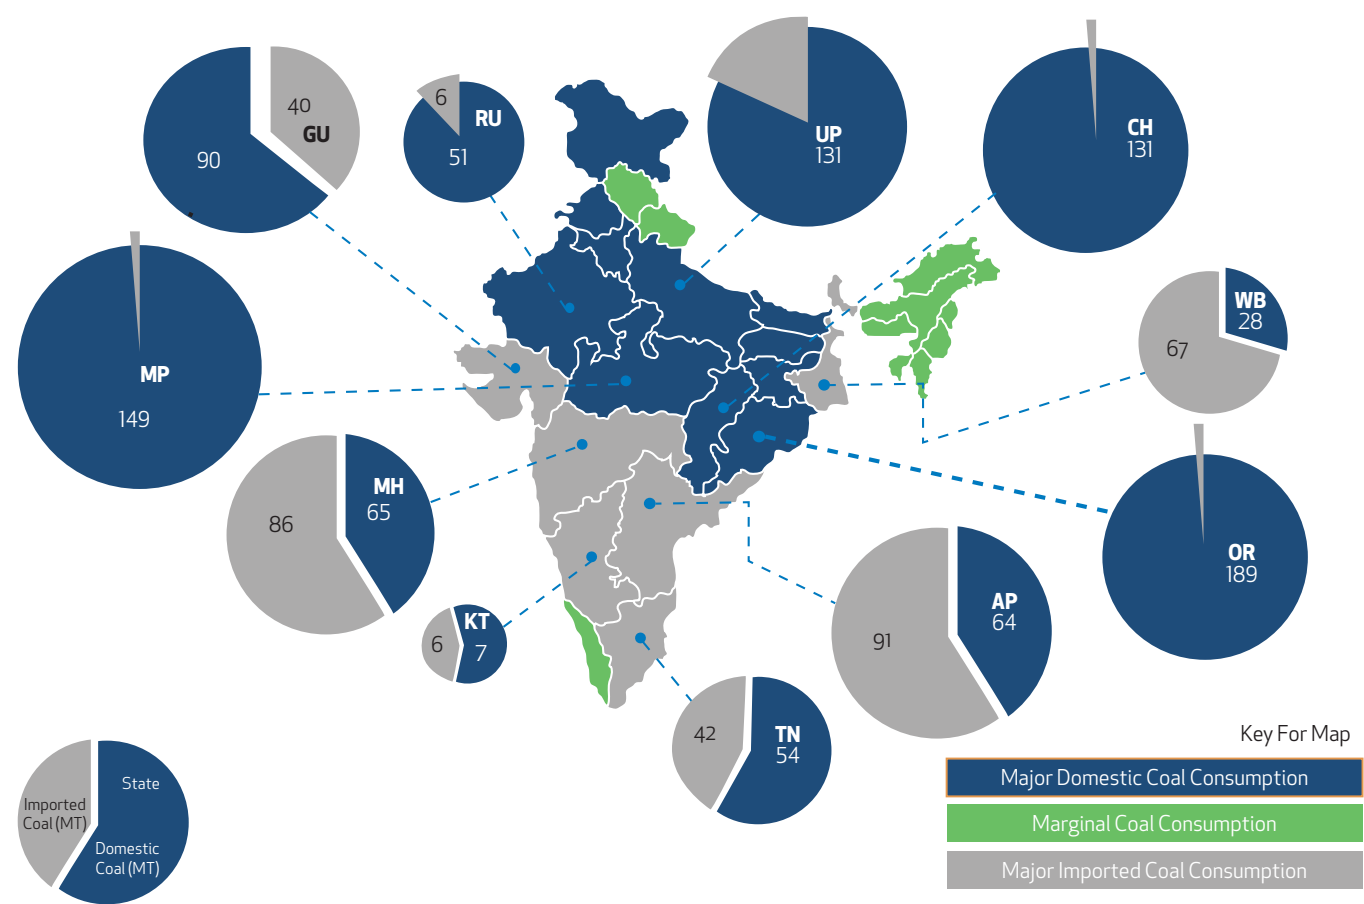 40
GU
90
6
RU
51
UP
131
CH
131
WB
28
67
MP
149
MH
65
86
KT
6
7
AP
64
91
OR
189
TN
42
54
State
Imported
Coal (MT)
Domestic
Coal (MT)
Key For Map
Major Domestic Coal Consumption
Marginal Coal Consumption
Major Imported Coal Consumption